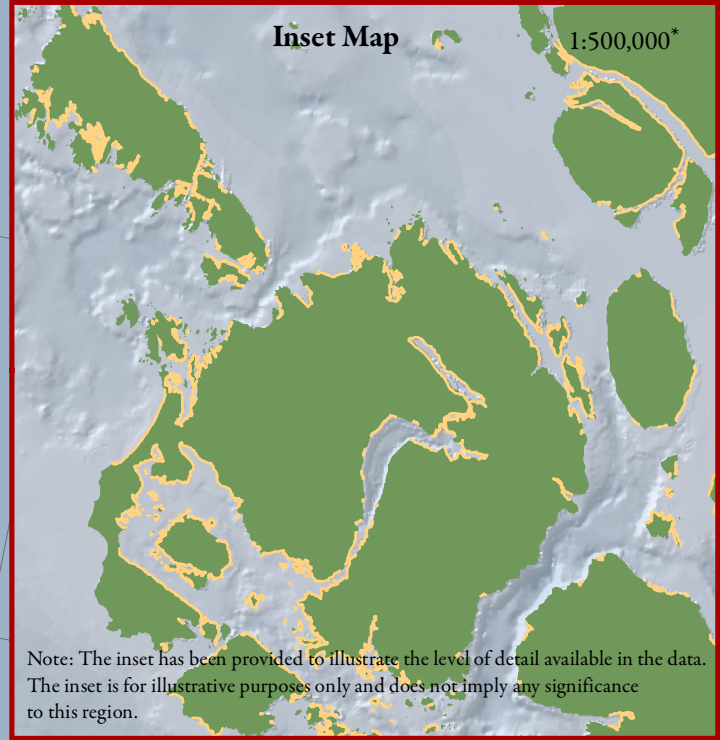 Inset Map
1:500,000*
Note: The inset has been provided to illustrate the level of detail available in the data.
The inset is for illustrative purposes only and does not imply any significance
to this region.